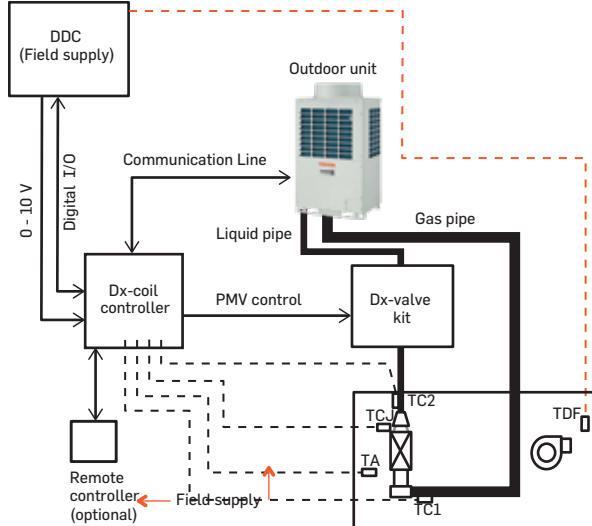 DDC
(Field supply)
Outdoor unit
Communication Line
0 - 10 V
Digital I/O
Liquid pipe
Gas pipe
Dx-coil
controller
PMV control
Dx-valve
kit
TC2
TCJ
TDF
TA
TC1
Remote
controller
(optional)
Field supply